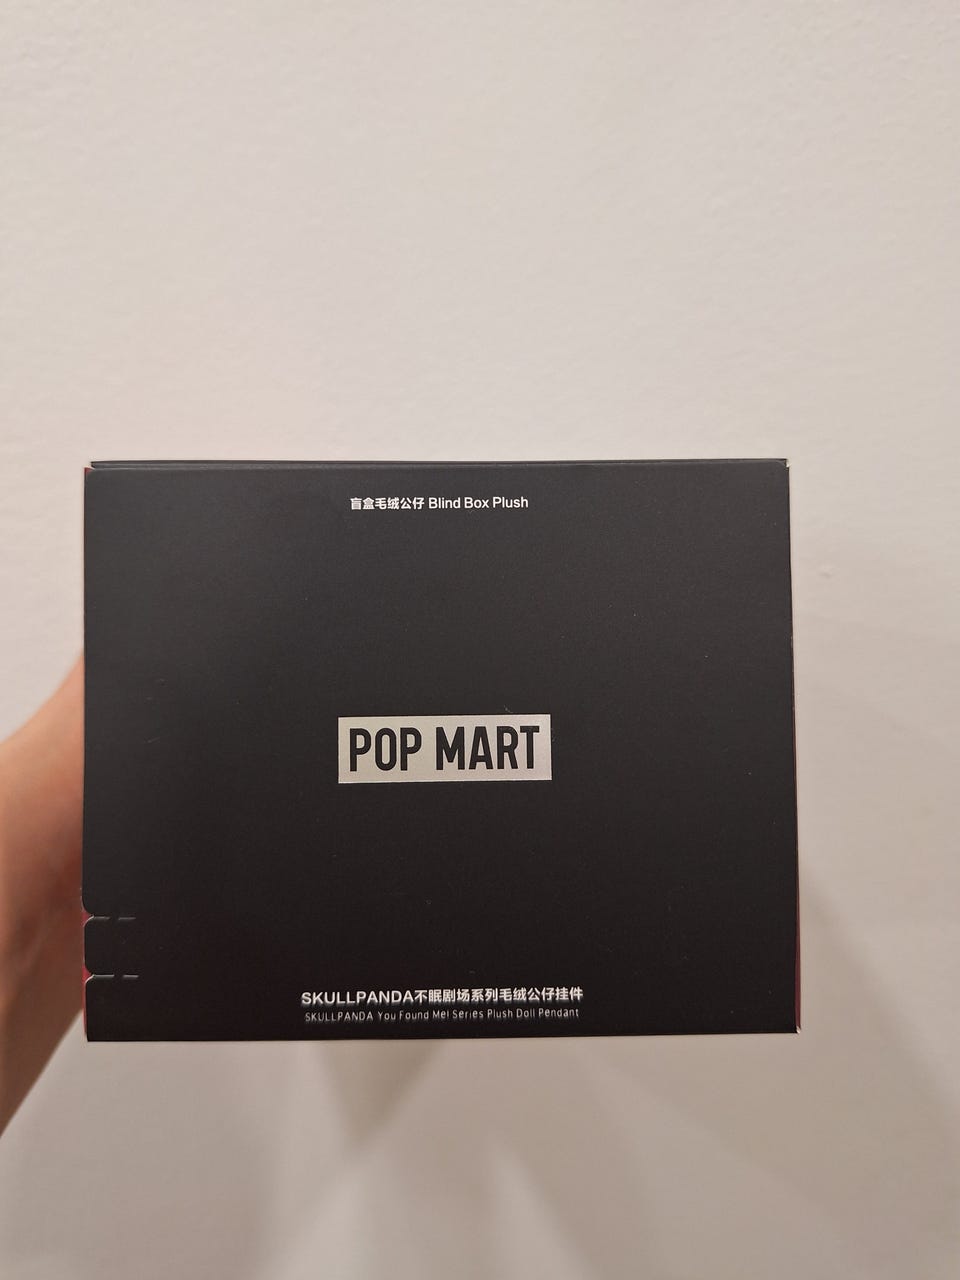 盲盒毛绒公仔 Blind Box Plush
POP MART
SKULLPANDA不眠剧场系列毛绒公仔挂件
SKULLPANDA You Found Me! Series Plush Doll Pendant